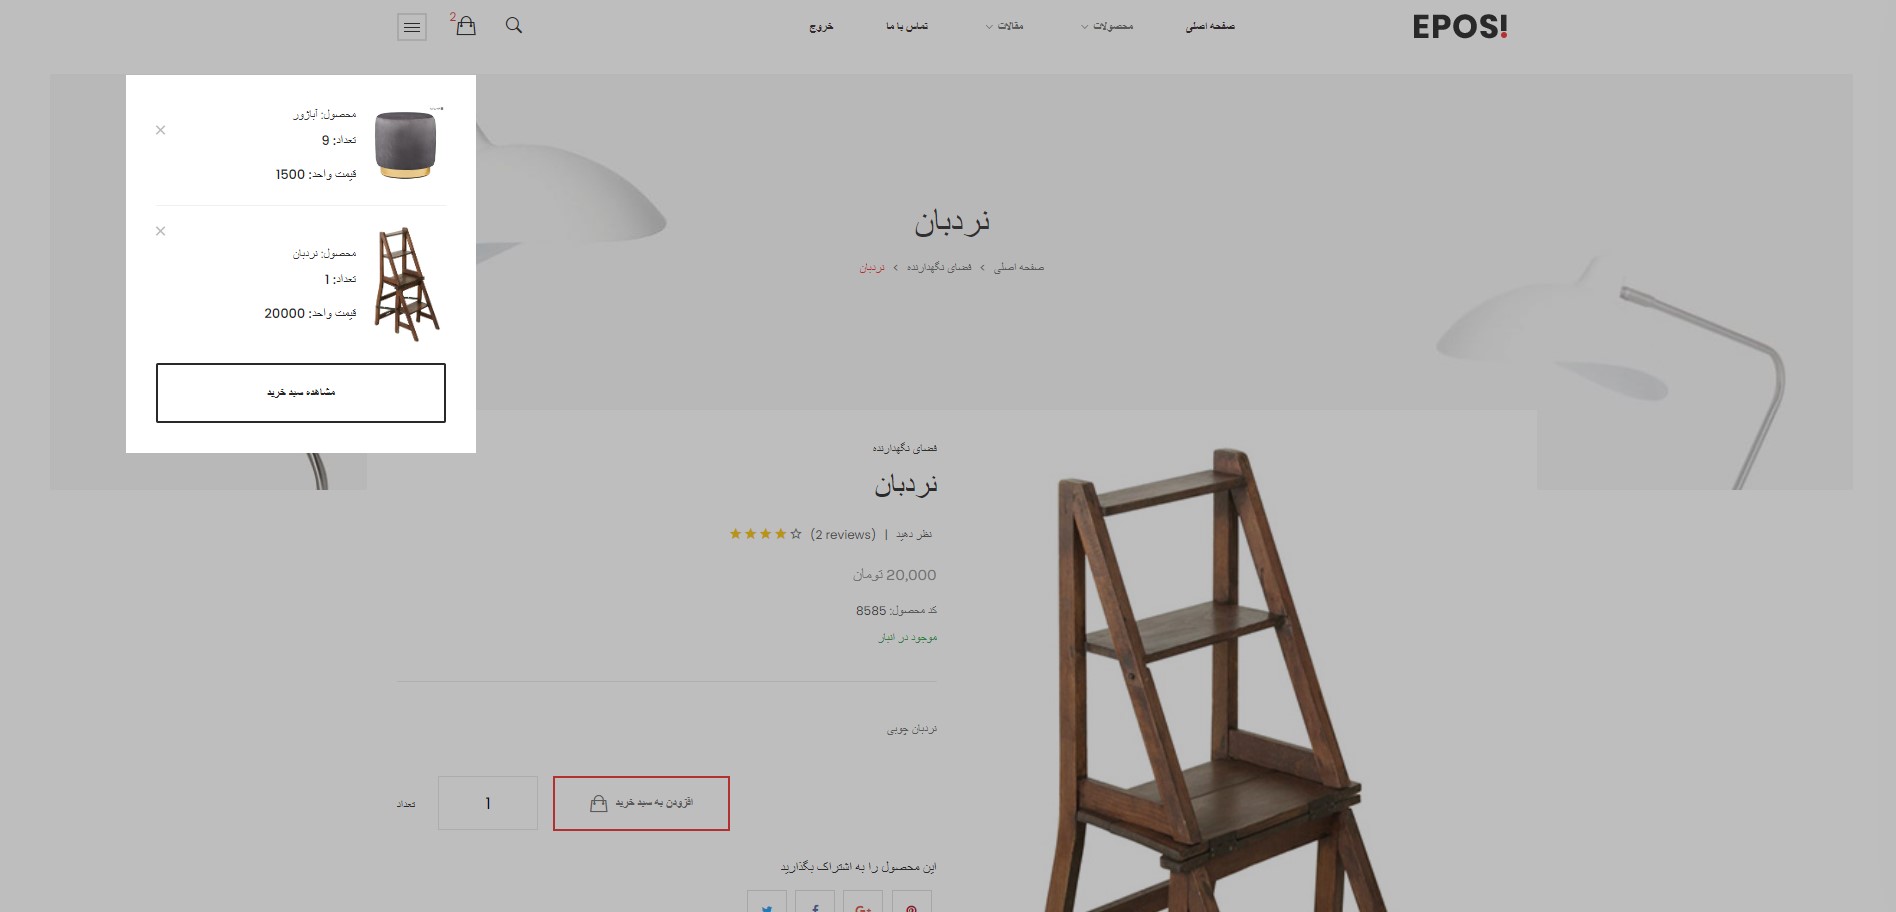 EPOS!
صفحه اصلی
محصولات
مقالات
تماس با ما
خروج
2
محصول: آباژور
تعداد: 9
قیمت واحد: 1500
محصول: نردبان
تعداد: 1
قیمت واحد: 20000
مشاهده سبد خرید
نردبان
صفحه اصلی > فضای نگهدارنده > نردبان
فضای نگهدارنده
نردبان
نظر دهید | (2 reviews)
20,000 تومان
کد محصول: 8585
موجود در انبار
نردبان چوبی
افزودن به سبد خرید
1
تعداد
این محصول را به اشتراک بگذارید